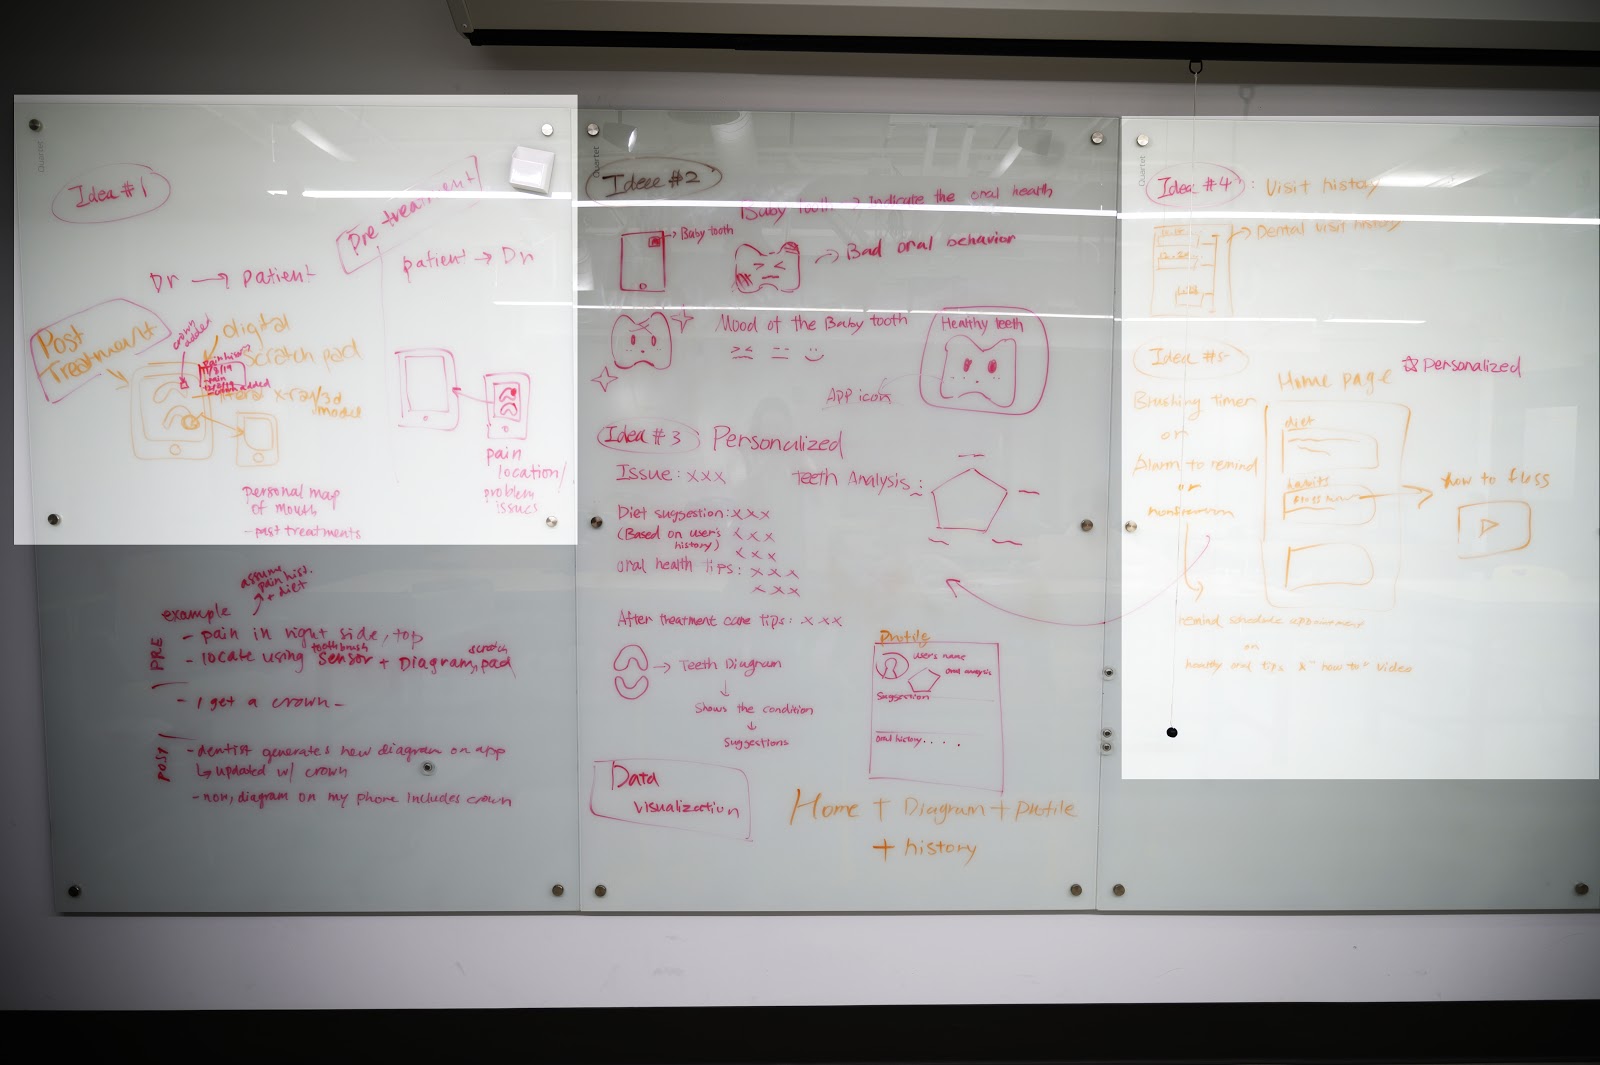 Quartet
Idea #1
Pre treatment
Dr → patient
patient → Dr
Post
Treatment
crown
added
digital
scratch pad
x-ray/3d
model
personal map
of mouth
- past treatments
pain
location/
problem
issues
assume
pain hist.
+ diet
example
PRE
- pain in right side, top
- locate using toothbrush sensor + Diagram, scratch pad
- I get a crown -
POST
- dentist generates new diagram on app
↳ updated w/ crown
- now, diagram on my phone includes crown
Quartet
Idee #2
Baby tooth → Indicate the oral health
→ Baby tooth
→ Bad oral behavior
Mood of the Baby tooth
Healthy teeth
APP icon
Idea #3 Personalized
Issue: xxx
Teeth Analysis:
Diet suggestion: xxx
(Based on user's xxx
history) xxx
oral health tips: xxx
xxx
After treatment care tips: xxx
→ Teeth Diagram
↓
Shows the condition
↓
Suggestions
Profile
user's name
oral analysis
Suggestion
oral history....
Data
visualization
Home + Diagram + profile
+ history
Quartet
Idea #4: Visit history
→ Dental visit history
Idea #5
Home page
☆ Personalized
Brushing timer
or
Alarm to remind
or
diet
habits
how to floss
remind schedule appointment
or
healthy oral tips & "how to" video